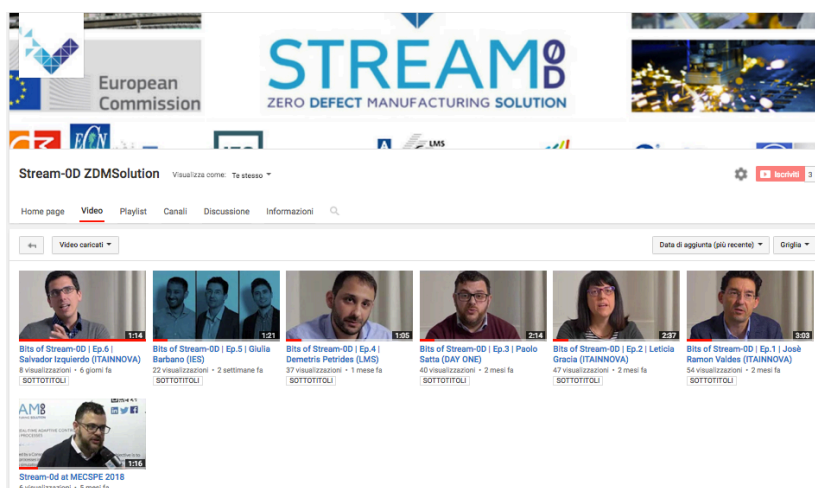 European
Commission
STREAM 0D
ZERO DEFECT MANUFACTURING SOLUTION
ECN
A
LMS
Stream-0D ZDMSolution
Visualizza come: Te stesso
Iscriviti 3
Home page Video Playlist Canali Discussione Informazioni
Video caricati
Data di aggiunta (più recente) Griglia
1:14
1:21
1:05
2:14
2:37
3:03
Bits of Stream-0D | Ep.6 |
Salvador Izquierdo (ITAINNOVA)
8 visualizzazioni • 6 giorni fa
SOTTOTITOLI
Bits of Stream-0D | Ep.5 | Giulia
Barbano (IES)
22 visualizzazioni • 2 settimane fa
SOTTOTITOLI
Bits of Stream-0D | Ep.4 |
Demetris Petrides (LMS)
37 visualizzazioni • 1 mese fa
SOTTOTITOLI
Bits of Stream-0D | Ep.3 | Paolo
Satta (DAY ONE)
40 visualizzazioni • 2 mesi fa
SOTTOTITOLI
Bits of Stream-0D | Ep.2 | Leticia
Gracia (ITAINNOVA)
47 visualizzazioni • 2 mesi fa
SOTTOTITOLI
Bits of Stream-0D | Ep.1 | Josè
Ramon Valdes (ITAINNOVA)
54 visualizzazioni • 2 mesi fa
SOTTOTITOLI
1:16
Stream-0d at MECSPE 2018
6 visualizzazioni • 5 mesi fa